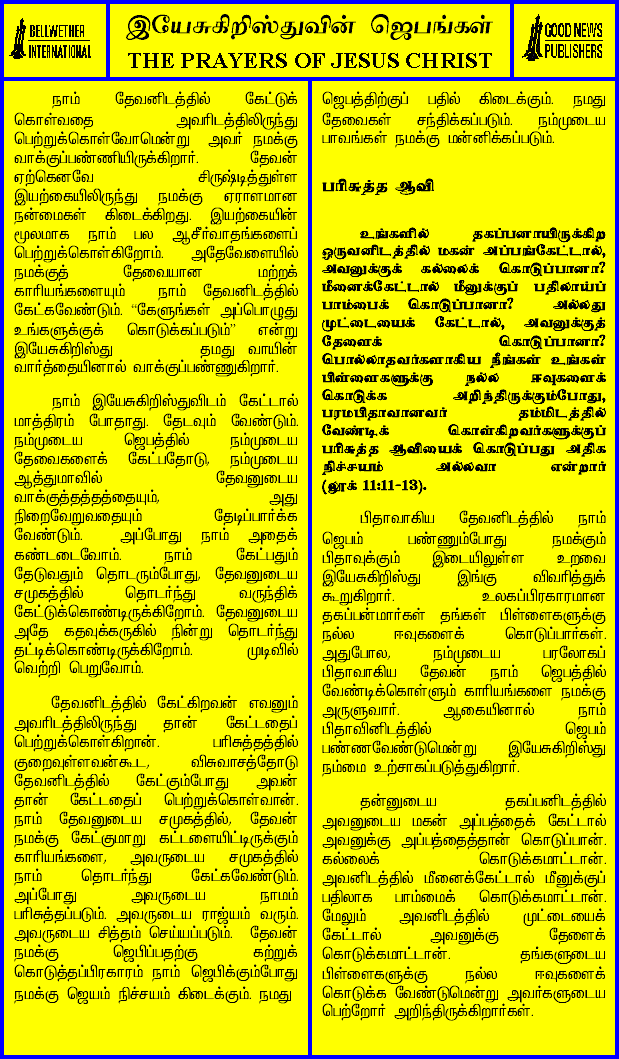 BELLWETHER
INTERNATIONAL
இயேசுகிறிஸ்துவின் ஜெபங்கள்
THE PRAYERS OF JESUS CHRIST
GOOD NEWS
PUBLISHERS
நாம் தேவனிடத்தில் கேட்டுக்
கொள்வதை அவரிடத்திலிருந்து
பெற்றுக்கொள்வோமென்று அவர் நமக்கு
வாக்குப்பண்ணியிருக்கிறார். தேவன்
ஏற்கெனவே சிருஷ்டித்துள்ள
இயற்கையிலிருந்து நமக்கு ஏராளமான
நன்மைகள் கிடைக்கிறது. இயற்கையின்
மூலமாக நாம் பல ஆசீர்வாதங்களைப்
பெற்றுக்கொள்கிறோம். அதேவேளையில்
நமக்குத் தேவையான மற்றக்
காரியங்களையும் நாம் தேவனிடத்தில்
கேட்கவேண்டும். “கேளுங்கள் அப்பொழுது
உங்களுக்குக் கொடுக்கப்படும்” என்று
இயேசுகிறிஸ்து தமது வாயின்
வார்த்தையினால் வாக்குப்பண்ணுகிறார்.
நாம் இயேசுகிறிஸ்துவிடம் கேட்டால்
மாத்திரம் போதாது. தேடவும் வேண்டும்.
நம்முடைய ஜெபத்தில் நம்முடைய
தேவைகளைக் கேட்பதோடு, நம்முடைய
ஆத்துமாவில் தேவனுடைய
வாக்குத்தத்தத்தையும், அது
நிறைவேறுவதையும் தேடிப்பார்க்க
வேண்டும். அப்போது நாம் அதைக்
கண்டடைவோம். நாம் கேட்பதும்
தேடுவதும் தொடரும்போது, தேவனுடைய
சமுகத்தில் தொடர்ந்து வருந்திக்
கேட்டுக்கொண்டிருக்கிறோம். தேவனுடைய
அதே கதவுக்கருகில் நின்று தொடர்ந்து
தட்டிக்கொண்டிருக்கிறோம். முடிவில்
வெற்றி பெறுவோம்.
தேவனிடத்தில் கேட்கிறவன் எவனும்
அவரிடத்திலிருந்து தான் கேட்டதைப்
பெற்றுக்கொள்கிறான். பரிசுத்தத்தில்
குறைவுள்ளவன்கூட, விசுவாசத்தோடு
தேவனிடத்தில் கேட்கும்போது அவன்
தான் கேட்டதைப் பெற்றுக்கொள்வான்.
நாம் தேவனுடைய சமுகத்தில், தேவன்
நமக்கு கேட்குமாறு கட்டளையிட்டிருக்கும்
காரியங்களை, அவருடைய சமுகத்தில்
நாம் தொடர்ந்து கேட்கவேண்டும்.
அப்போது அவருடைய நாமம்
பரிசுத்தப்படும். அவருடைய ராஜ்யம் வரும்.
அவருடைய சித்தம் செய்யப்படும். தேவன்
நமக்கு ஜெபிப்பதற்கு கற்றுக்
கொடுத்தப்பிரகாரம் நாம் ஜெபிக்கும்போது
நமக்கு ஜெயம் நிச்சயம் கிடைக்கும். நமது
ஜெபத்திற்குப் பதில் கிடைக்கும். நமது
தேவைகள் சந்திக்கப்படும். நம்முடைய
பாவங்கள் நமக்கு மன்னிக்கப்படும்.
பரிசுத்த ஆவி
உங்களில் தகப்பனாயிருக்கிற
ஒருவனிடத்தில் மகன் அப்பங்கேட்டால்,
அவனுக்குக் கல்லைக் கொடுப்பானா?
மீனைக்கேட்டால் மீனுக்குப் பதிலாய்ப்
பாம்பைக் கொடுப்பானா? அல்லது
முட்டையைக் கேட்டால், அவனுக்குத்
தேளைக் கொடுப்பானா?
பொல்லாதவர்களாகிய நீங்கள் உங்கள்
பிள்ளைகளுக்கு நல்ல ஈவுகளைக்
கொடுக்க அறிந்திருக்கும்போது,
பரமபிதாவானவர் தம்மிடத்தில்
வேண்டிக் கொள்கிறவர்களுக்குப்
பரிசுத்த ஆவியைக் கொடுப்பது அதிக
நிச்சயம் அல்லவா என்றார்
(லூக் 11:11-13).
பிதாவாகிய தேவனிடத்தில் நாம்
ஜெபம் பண்ணும்போது நமக்கும்
பிதாவுக்கும் இடையிலுள்ள உறவை
இயேசுகிறிஸ்து இங்கு விவரித்துக்
கூறுகிறார். உலகப்பிரகாரமான
தகப்பன்மார்கள் தங்கள் பிள்ளைகளுக்கு
நல்ல ஈவுகளைக் கொடுப்பார்கள்.
அதுபோல, நம்முடைய பரலோகப்
பிதாவாகிய தேவன் நாம் ஜெபத்தில்
வேண்டிக்கொள்ளும் காரியங்களை நமக்கு
அருளுவார். ஆகையினால் நாம்
பிதாவினிடத்தில் ஜெபம்
பண்ணவேண்டுமென்று இயேசுகிறிஸ்து
நம்மை உற்சாகப்படுத்துகிறார்.
தன்னுடைய தகப்பனிடத்தில்
அவனுடைய மகன் அப்பத்தைக் கேட்டால்
அவனுக்கு அப்பத்தைத்தான் கொடுப்பான்.
கல்லைக் கொடுக்கமாட்டான்.
அவனிடத்தில் மீனைக்கேட்டால் மீனுக்குப்
பதிலாக பாம்மைக் கொடுக்கமாட்டான்.
மேலும் அவனிடத்தில் முட்டையைக்
கேட்டால் அவனுக்கு தேளைக்
கொடுக்கமாட்டான். தங்களுடைய
பிள்ளைகளுக்கு நல்ல ஈவுகளைக்
கொடுக்க வேண்டுமென்று அவர்களுடைய
பெற்றோர் அறிந்திருக்கிறார்கள்.